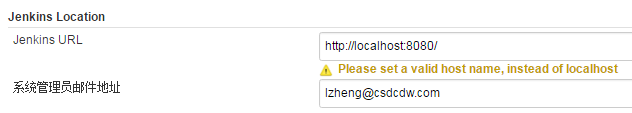 Jenkins Location
Jenkins URL
http://localhost:8080/
Please set a valid host name, instead of localhost
系统管理员邮件地址
lzheng@csdcdw.com